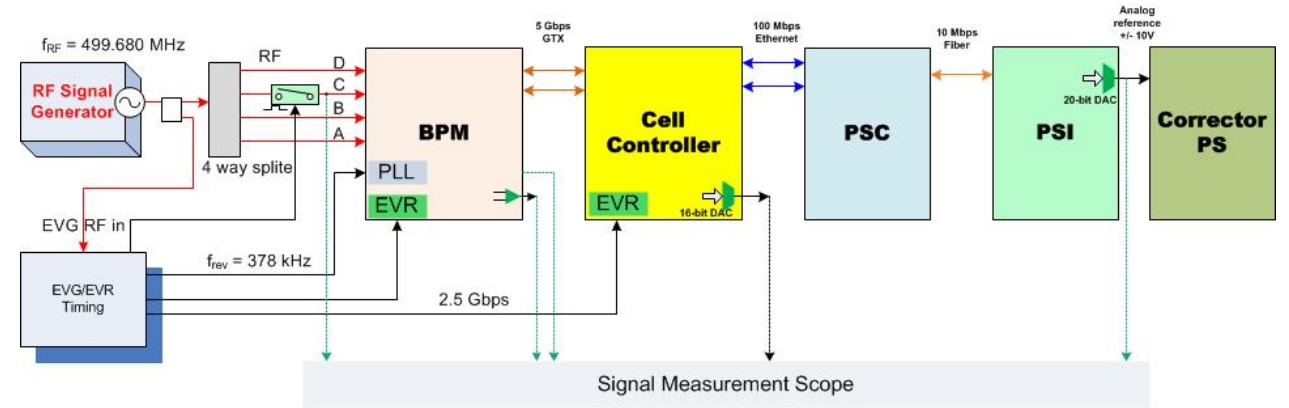 fRF = 499.680 MHz
RF Signal
Generator
RF
D
C
B
A
4 way splite
EVG RF in
EVG/EVR
Timing
frev = 378 kHz
2.5 Gbps
BPM
PLL
EVR
5 Gbps
GTX
Cell
Controller
EVR
16-bit DAC
100 Mbps
Ethernet
PSC
10 Mbps
Fiber
PSI
20-bit DAC
Analog
reference
+/- 10V
Corrector
PS
Signal Measurement Scope